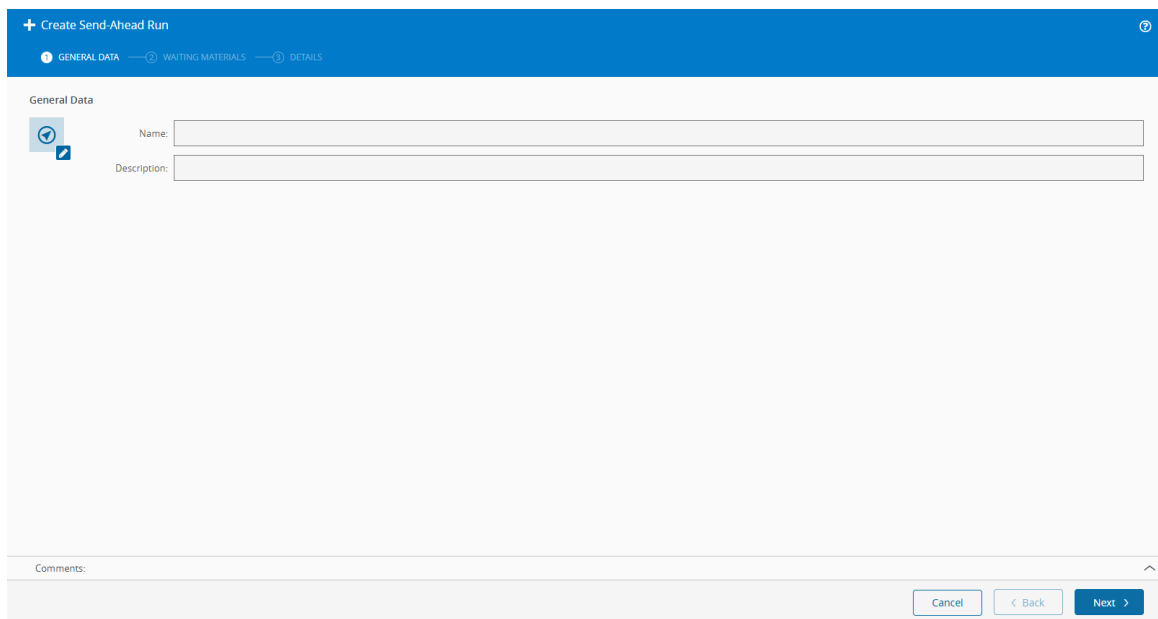 Create Send-Ahead Run
1 GENERAL DATA 2 WAITING MATERIALS 3 DETAILS
General Data
Name:
Description:
Comments:
Cancel < Back Next >